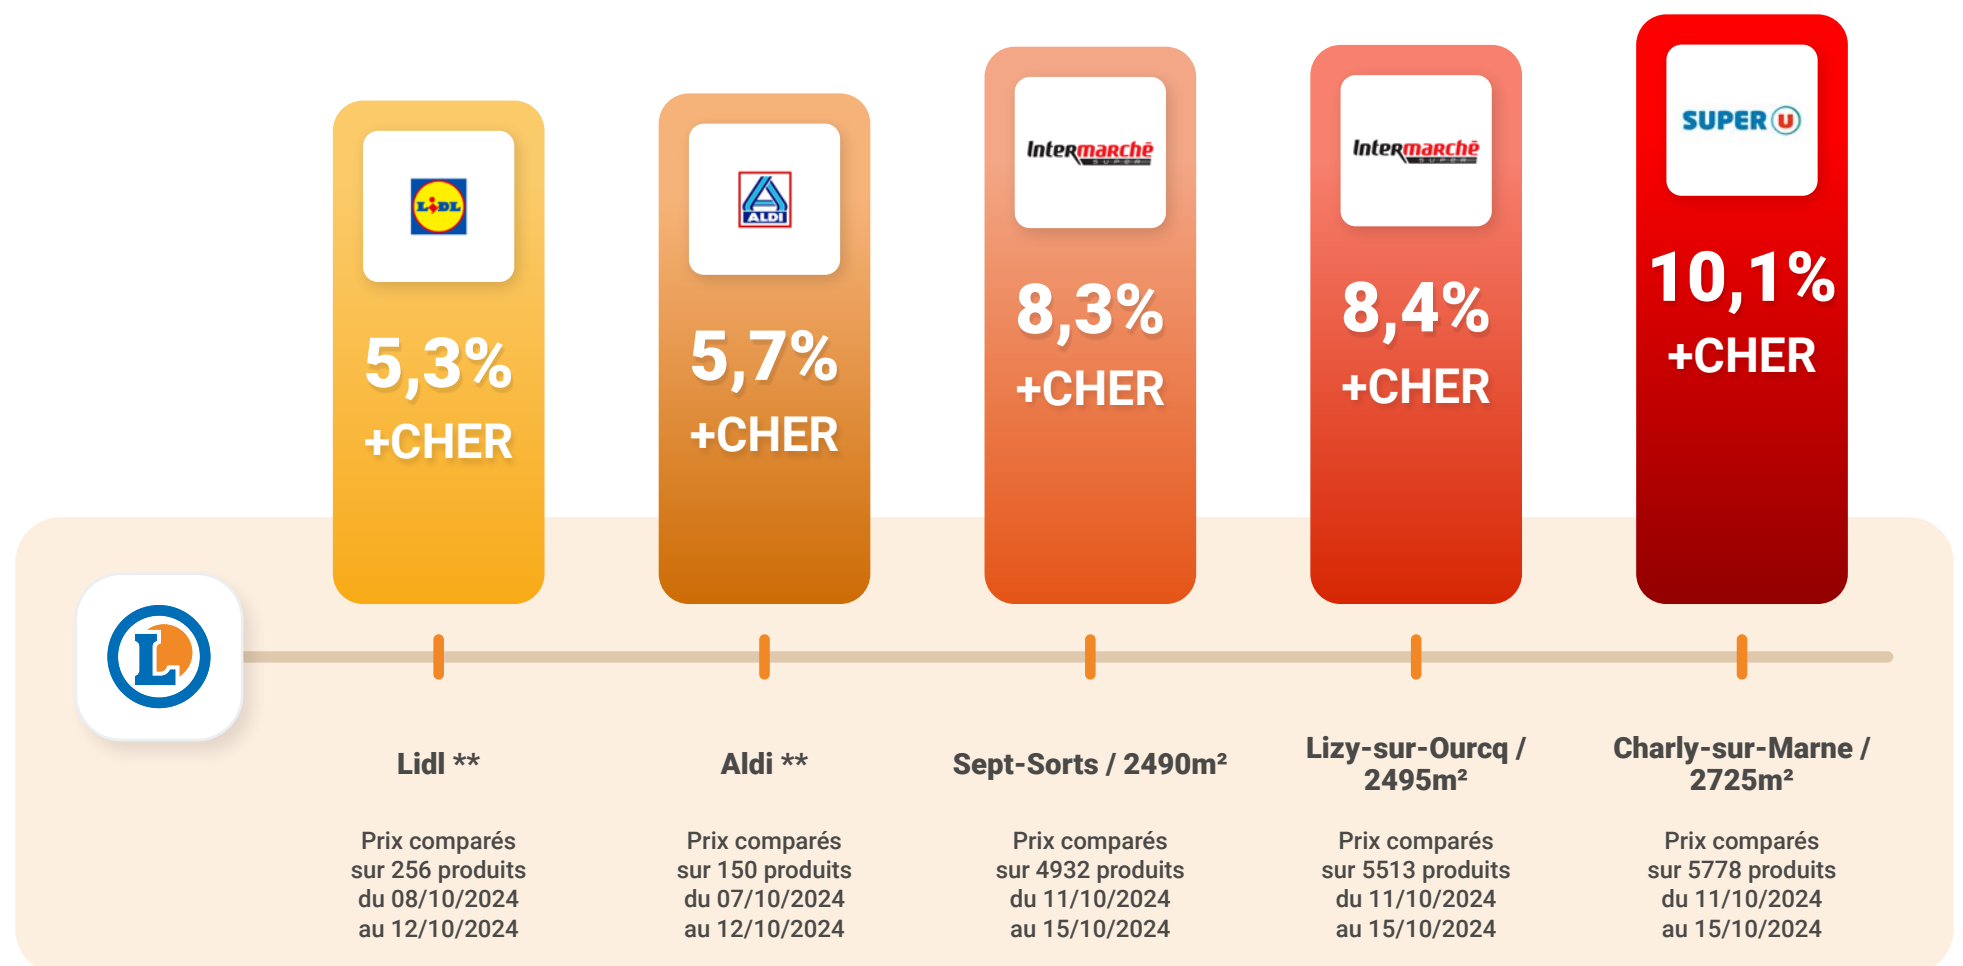 LIDL
5,3%
+CHER
ALDI
5,7%
+CHER
Intermarché
SUPER
8,3%
+CHER
Intermarché
SUPER
8,4%
+CHER
SUPER U
10,1%
+CHER
L
Lidl **
Prix comparés
sur 256 produits
du 08/10/2024
au 12/10/2024
Aldi **
Prix comparés
sur 150 produits
du 07/10/2024
au 12/10/2024
Sept-Sorts / 2490m²
Prix comparés
sur 4932 produits
du 11/10/2024
au 15/10/2024
Lizy-sur-Ourcq /
2495m²
Prix comparés
sur 5513 produits
du 11/10/2024
au 15/10/2024
Charly-sur-Marne /
2725m²
Prix comparés
sur 5778 produits
du 11/10/2024
au 15/10/2024